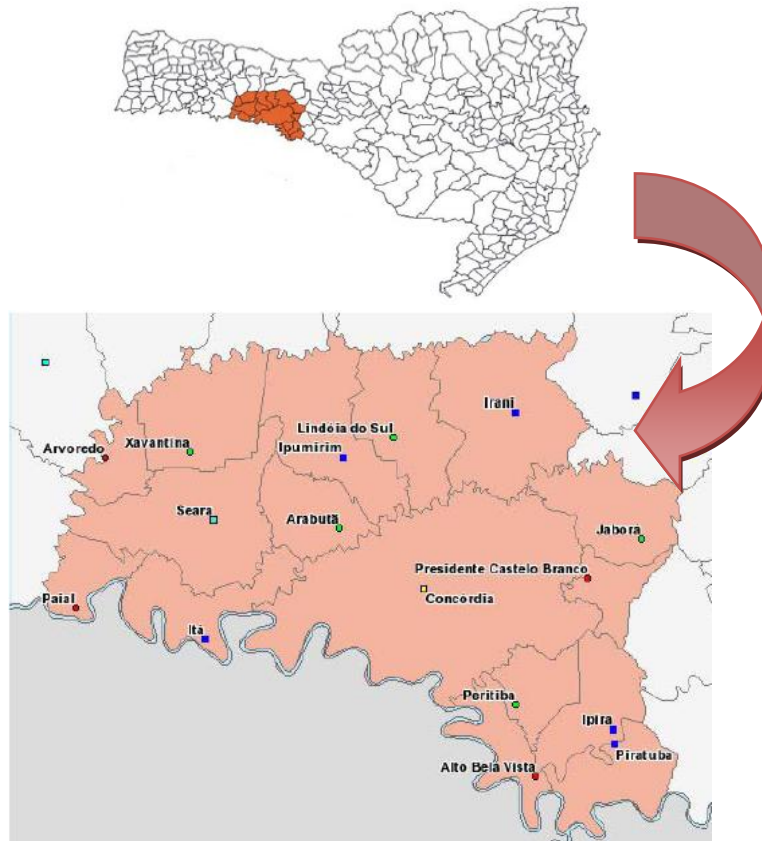 Irani
Lindóia do Sul
Xavantina
Arvoredo
Ipumirim
Seara
Arabutã
Jaborá
Presidente Castelo Branco
Concórdia
Paial
Itá
Peritiba
Ipira
Piratuba
Alto Bela Vista